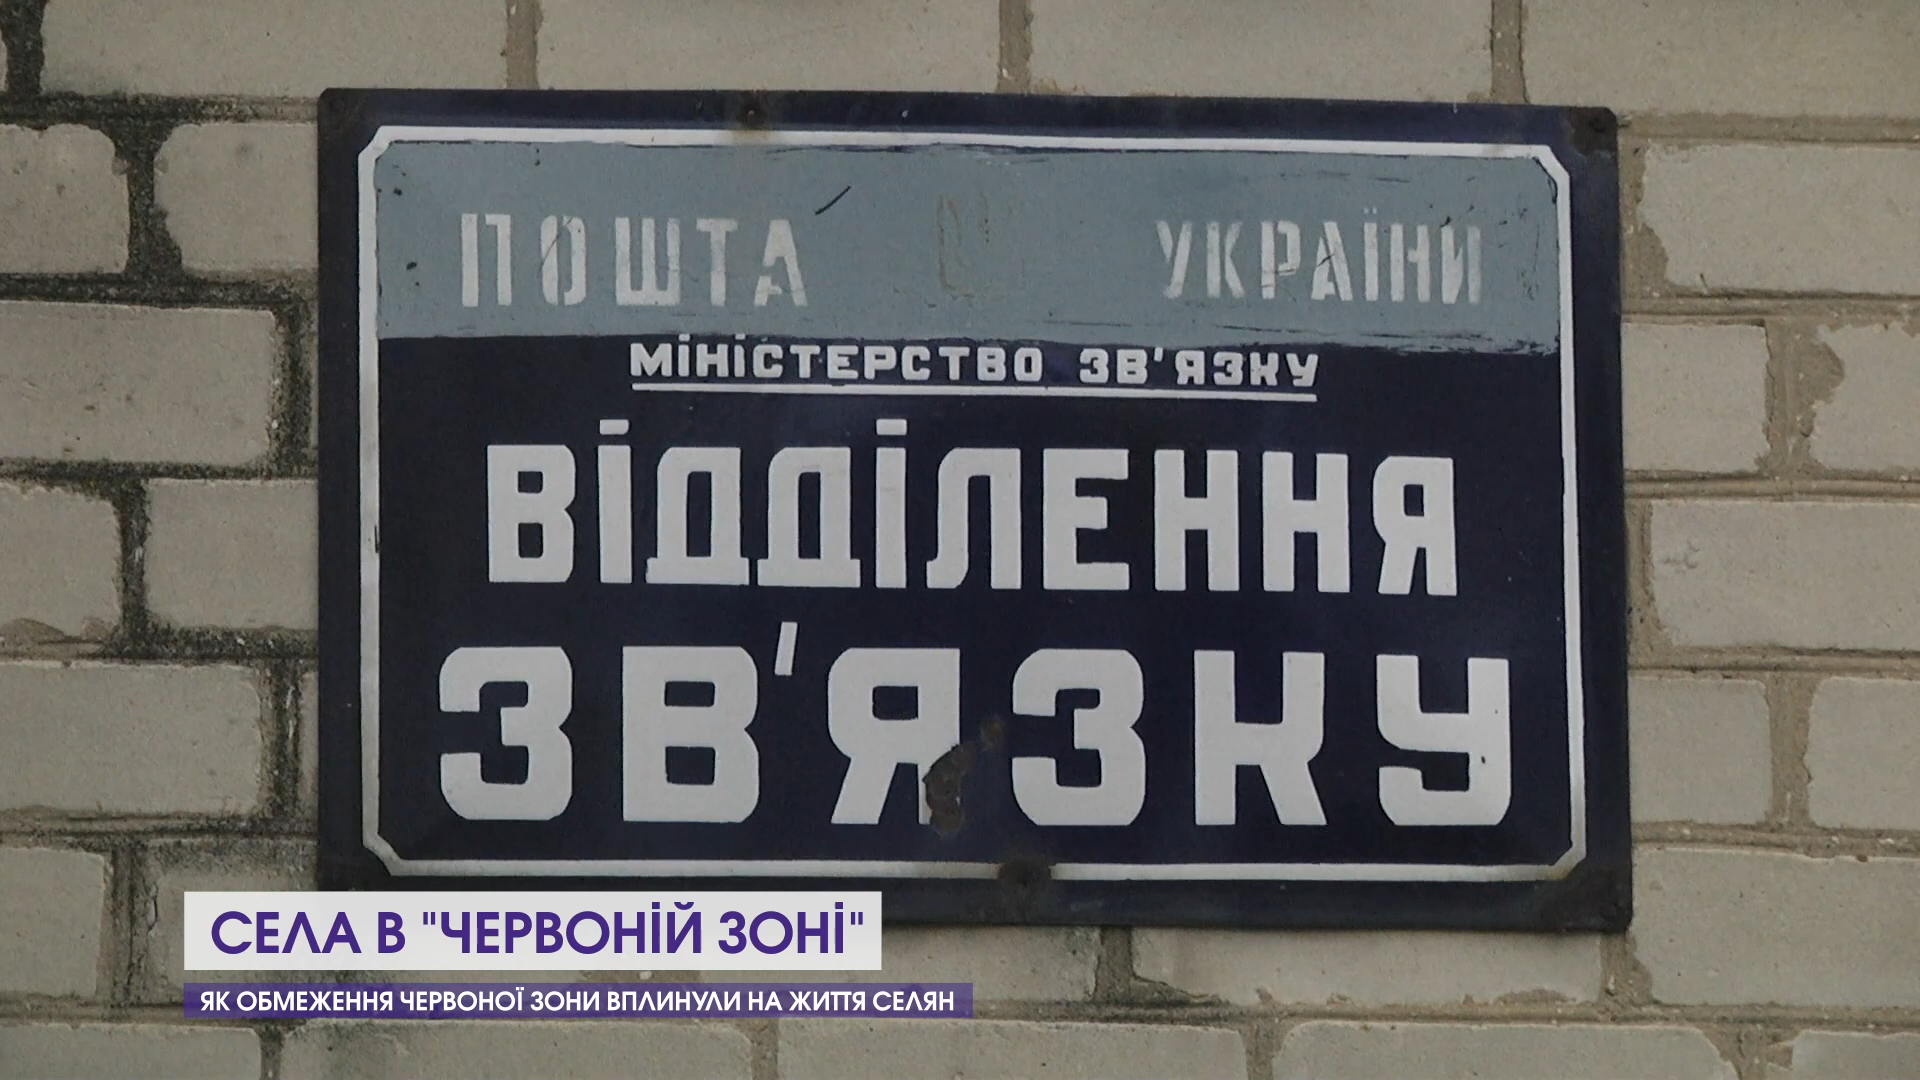 ПОШТА УКРАЇНИ
МІНІСТЕРСТВО ЗВ'ЯЗКУ
ВІДДІЛЕННЯ
ЗВ'ЯЗКУ
СЕЛА В "ЧЕРВОНІЙ ЗОНІ"
ЯК ОБМЕЖЕННЯ ЧЕРВОНОЇ ЗОНИ ВПЛИНУЛИ НА ЖИТТЯ СЕЛЯН